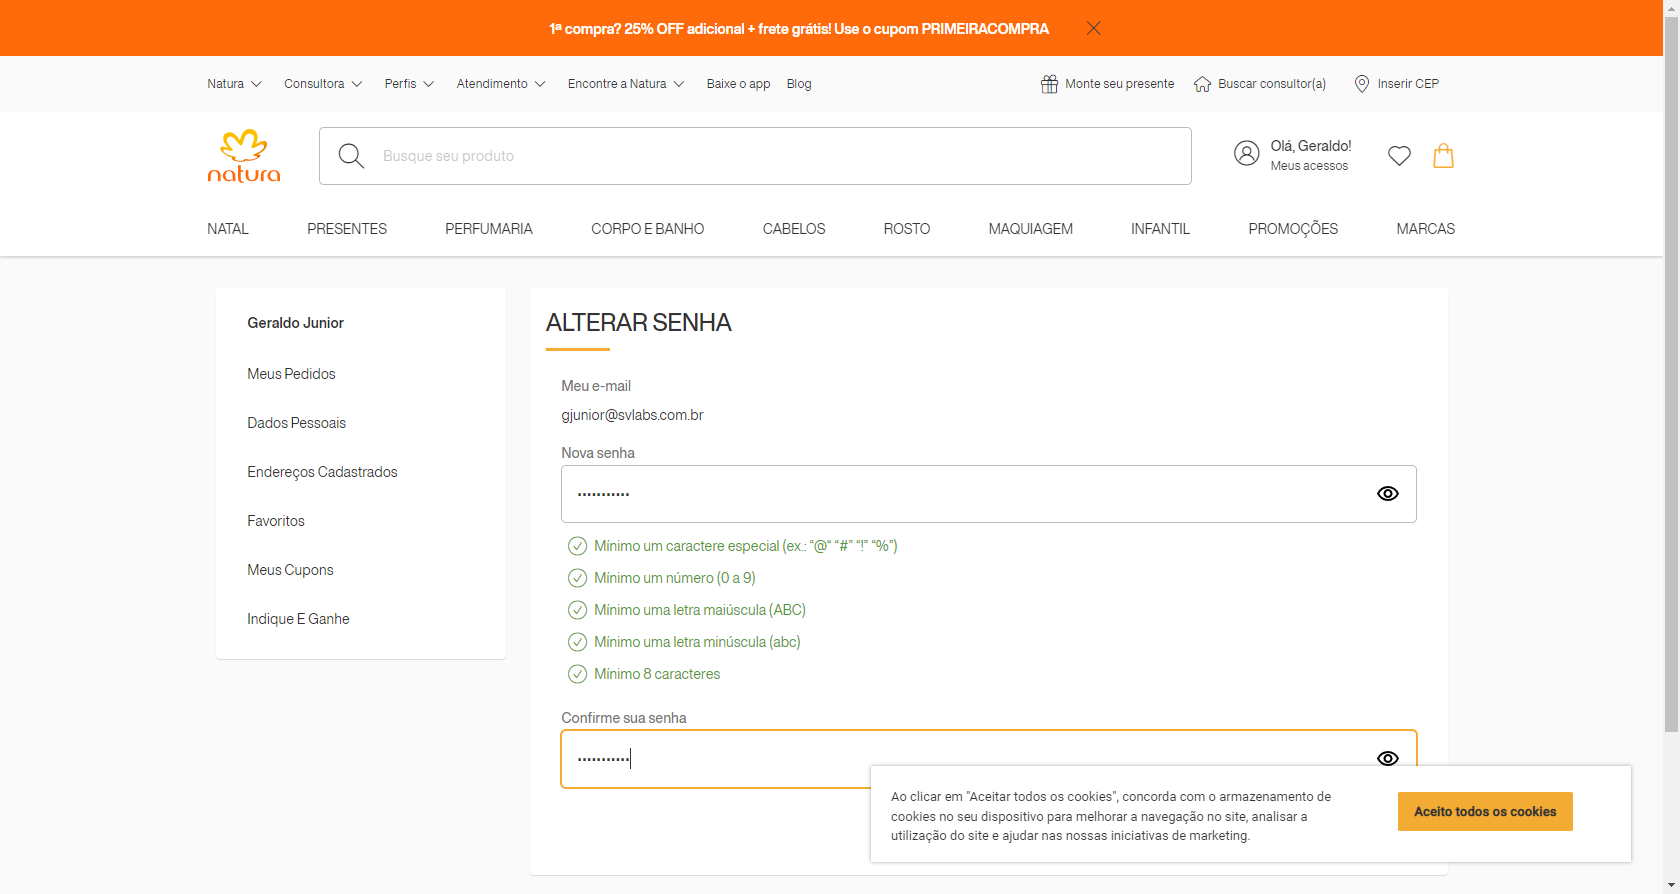 1ª compra? 25% OFF adicional + frete grátis! Use o cupom PRIMEIRACOMPRA
Natura Consultora Perfis Atendimento Encontre a Natura Baixe o app Blog Monte seu presente Buscar consultor(a) Inserir CEP
natura
Busque seu produto
Olá, Geraldo!
Meus acessos
NATAL PRESENTES PERFUMARIA CORPO E BANHO CABELOS ROSTO MAQUIAGEM INFANTIL PROMOÇÕES MARCAS
Geraldo Junior
Meus Pedidos
Dados Pessoais
Endereços Cadastrados
Favoritos
Meus Cupons
Indique E Ganhe
ALTERAR SENHA
Meu e-mail
gjunior@svlabs.com.br
Nova senha
•••••••••••
Mínimo um caractere especial (ex.: “@“ “#” “!” “%”)
Mínimo um número (0 a 9)
Mínimo uma letra maiúscula (ABC)
Mínimo uma letra minúscula (abc)
Mínimo 8 caracteres
Confirme sua senha
•••••••••••
Ao clicar em "Aceitar todos os cookies", concorda com o armazenamento de
cookies no seu dispositivo para melhorar a navegação no site, analisar a
utilização do site e ajudar nas nossas iniciativas de marketing.
Aceito todos os cookies